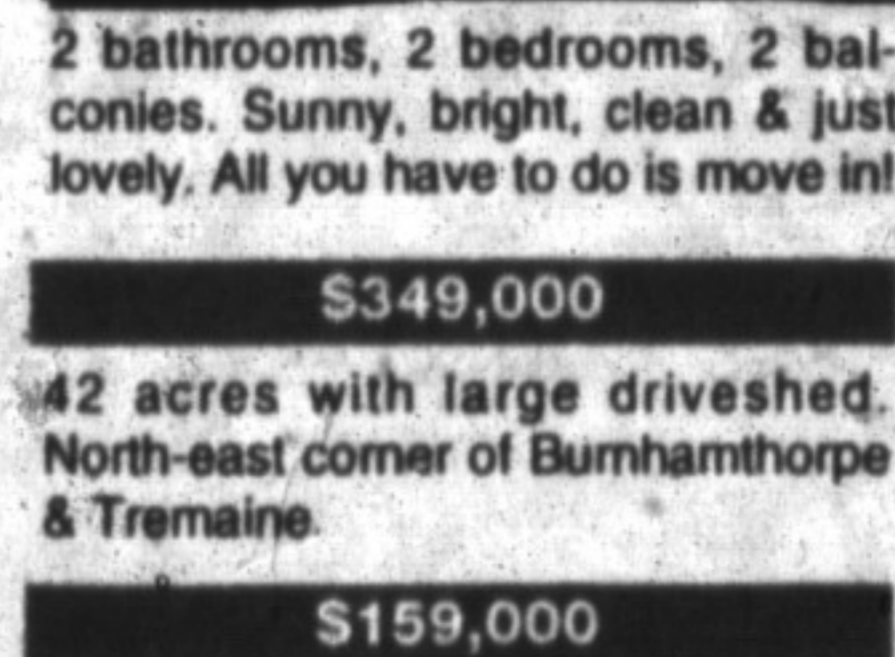 2 bathrooms, 2 bedrooms, 2 bal-
conies. Sunny, bright, clean & just
lovely. All you have to do is move in!
$349,000
42 acres with large driveshed.
North-east corner of Burnhamthorpe
& Tremaine.
$159,000